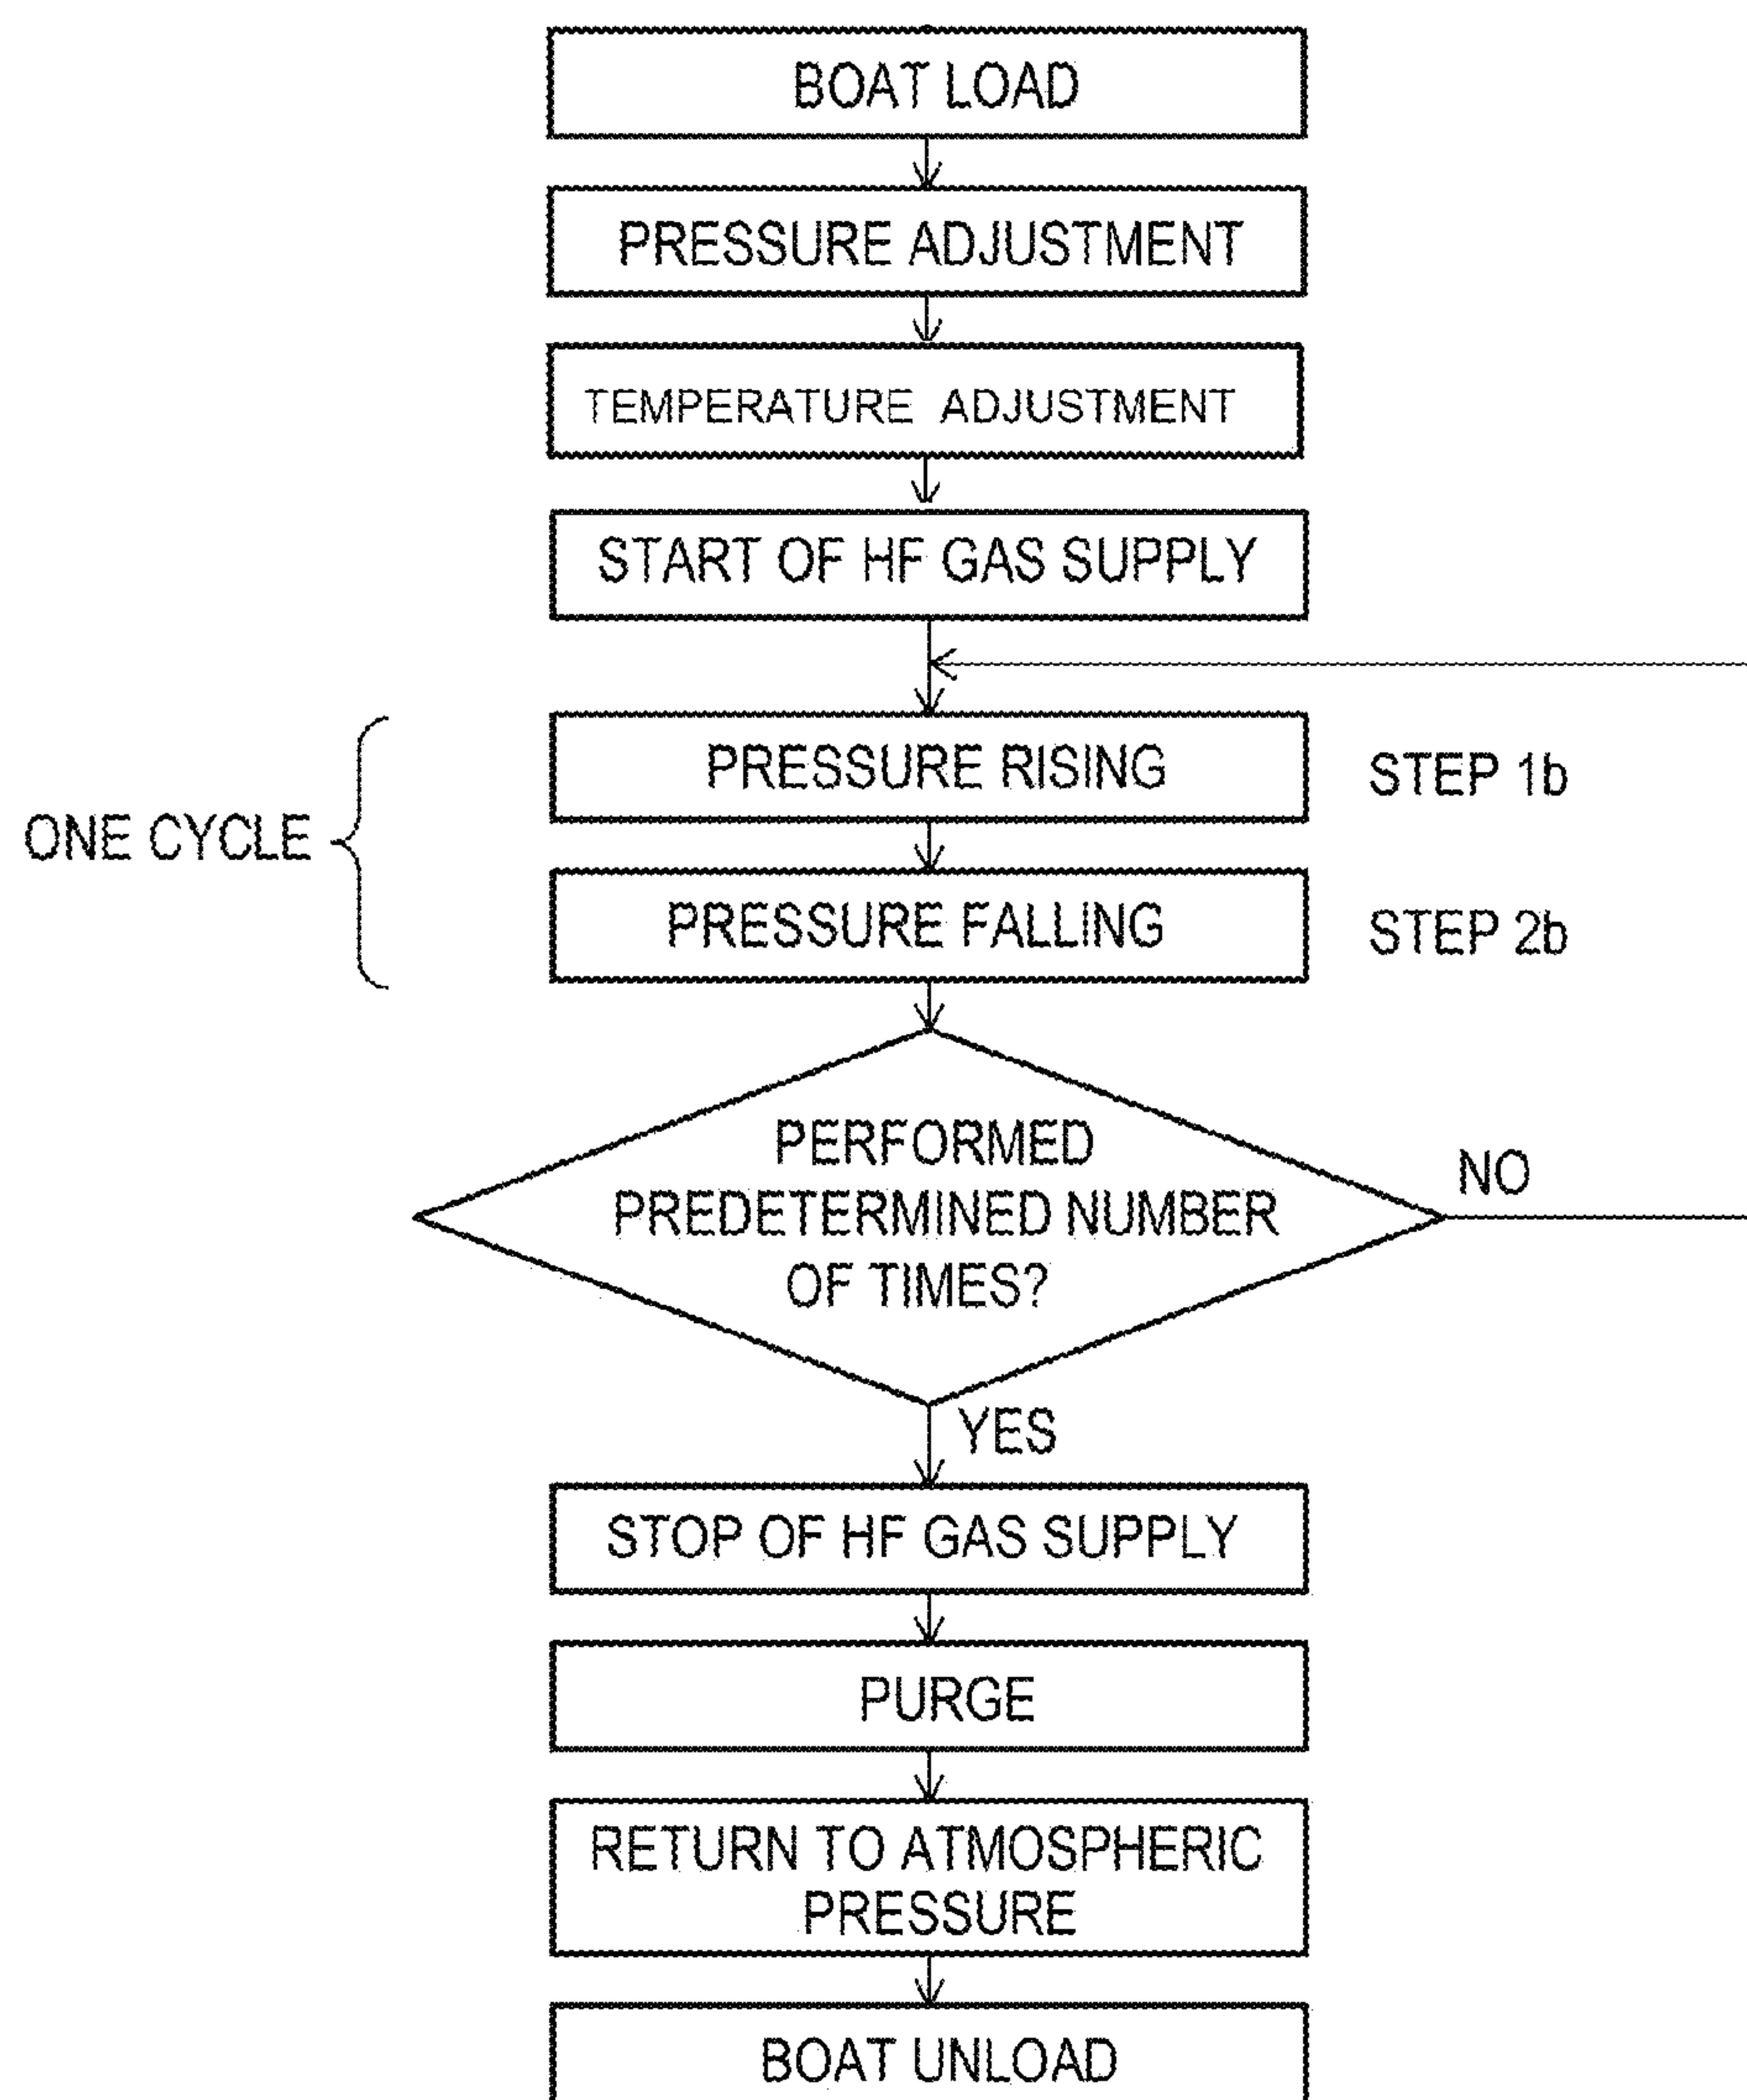 BOAT LOAD
PRESSURE ADJUSTMENT
TEMPERATURE ADJUSTMENT
START OF HF GAS SUPPLY
PRESSURE RISING
STEP 1b
ONE CYCLE
PRESSURE FALLING
STEP 2b
PERFORMED
PREDETERMINED NUMBER
OF TIMES?
NO
YES
STOP OF HF GAS SUPPLY
PURGE
RETURN TO ATMOSPHERIC
PRESSURE
BOAT UNLOAD